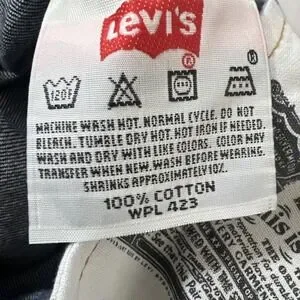 Levi's
120F
MACHINE WASH HOT, NORMAL CYCLE. DO NOT
BLEACH. TUMBLE DRY HOT. HOT IRON IF NEEDED.
WASH AND DRY WITH LIKE COLORS. COLOR MAY
TRANSFER WHEN NEW. WASH BEFORE WEARING.
SHRINKS APPROXIMATELY 10%.
100% COTTON
WPL 423